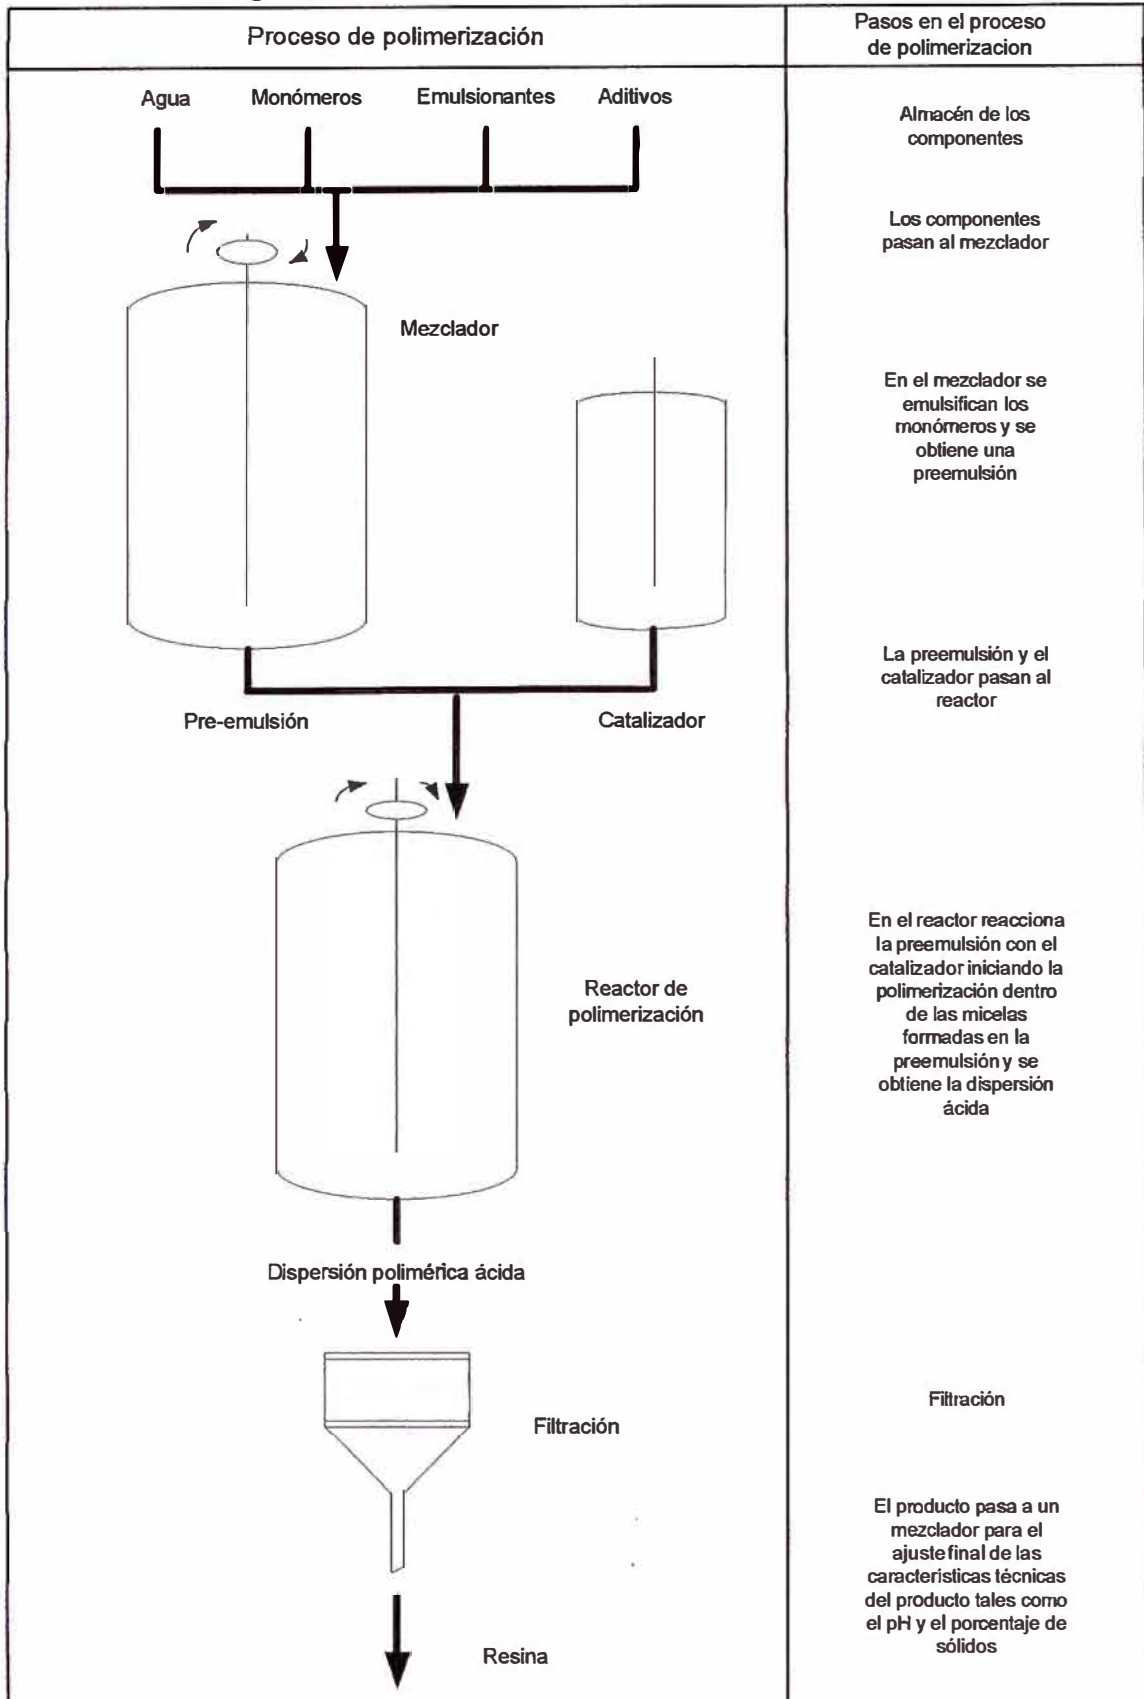 Proceso de polimerización
Pasos en el proceso
de polimerizacion
Agua Monómeros Emulsionantes Aditivos
Almacén de los
componentes
Los componentes
pasan al mezclador
Mezclador
En el mezclador se
emulsifican los
monómeros y se
obtiene una
preemulsión
La preemulsión y el
catalizador pasan al
reactor
Pre-emulsión Catalizador
Reactor de
polimerización
En el reactor reacciona
la preemulsión con el
catalizador iniciando la
polimerización dentro
de las micelas
formadas en la
preemulsión y se
obtiene la dispersión
ácida
Dispersión polimérica ácida
Filtración
Filtración
El producto pasa a un
mezclador para el
ajuste final de las
características técnicas
del producto tales como
el pH y el porcentaje de
sólidos
Resina